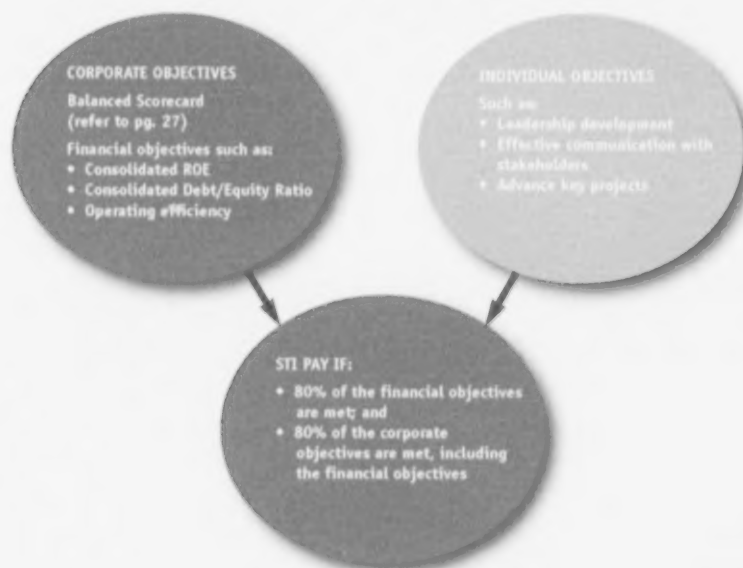 CORPORATE OBJECTIVES
Balanced Scorecard
(refer to pg. 27)
Financial objectives such as:
• Consolidated ROE
• Consolidated Debt/Equity Ratio
• Operating efficiency
INDIVIDUAL OBJECTIVES
Such as:
• Leadership development
• Effective communication with
stakeholders
• Advance key projects
STI PAY IF:
• 80% of the financial objectives
are met; and
• 80% of the corporate
objectives are met, including
the financial objectives